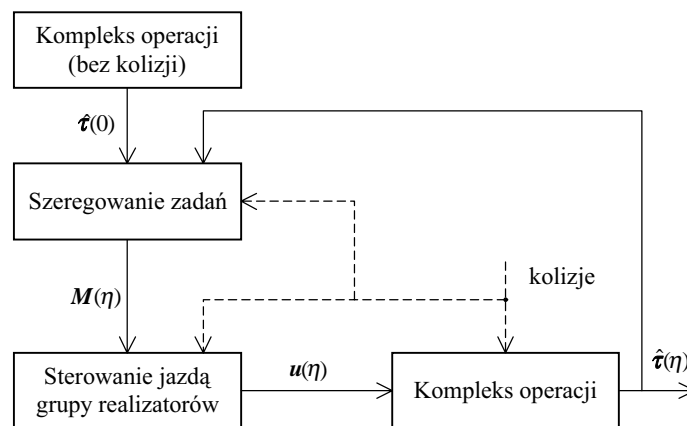 Kompleks operacji
(bez kolizji)
τ̂(0)
Szeregowanie zadań
M(η)
kolizje
Sterowanie jazdą
grupy realizatorów
u(η)
Kompleks operacji
τ̂(η)